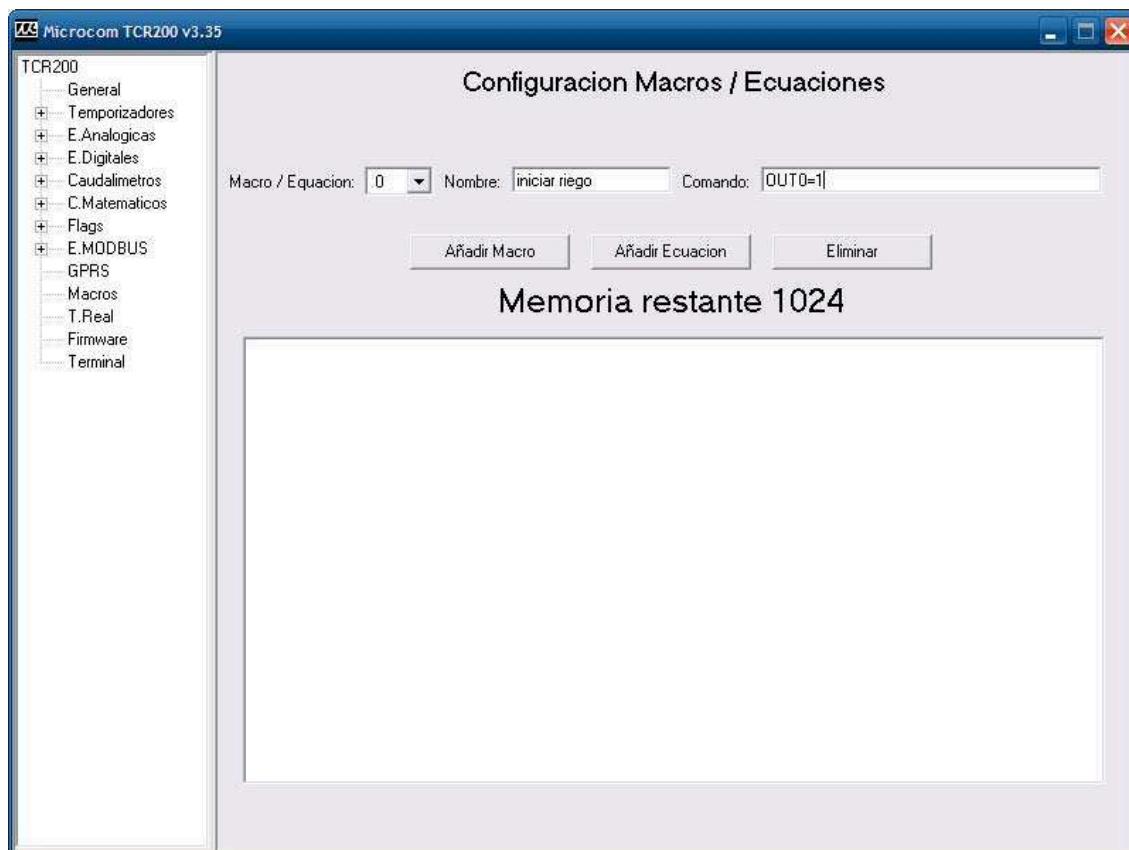 Microcom TCR200 v3.35
TCR200
General
Temporizadores
E.Analogicas
E.Digitales
Caudalimetros
C.Matematicos
Flags
E.MODBUS
GPRS
Macros
T.Real
Firmware
Terminal
Configuracion Macros / Ecuaciones
Macro / Equacion: 0 Nombre: iniciar riego Comando: OUT0=1
Añadir Macro Añadir Ecuacion Eliminar
Memoria restante 1024